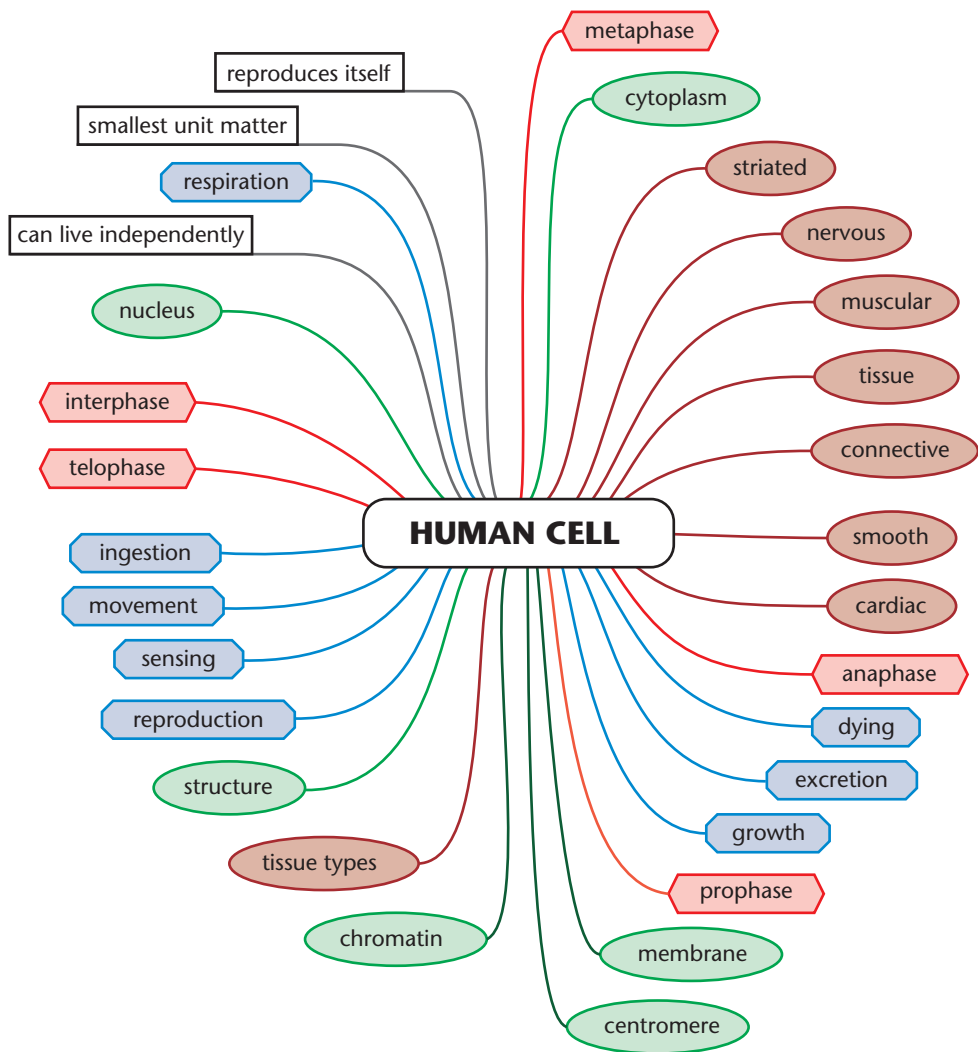 metaphase
reproduces itself
cytoplasm
smallest unit matter
striated
respiration
can live independently
nervous
nucleus
muscular
tissue
interphase
connective
telophase
HUMAN CELL
smooth
ingestion
movement
cardiac
sensing
anaphase
reproduction
dying
structure
excretion
growth
tissue types
prophase
chromatin
membrane
centromere